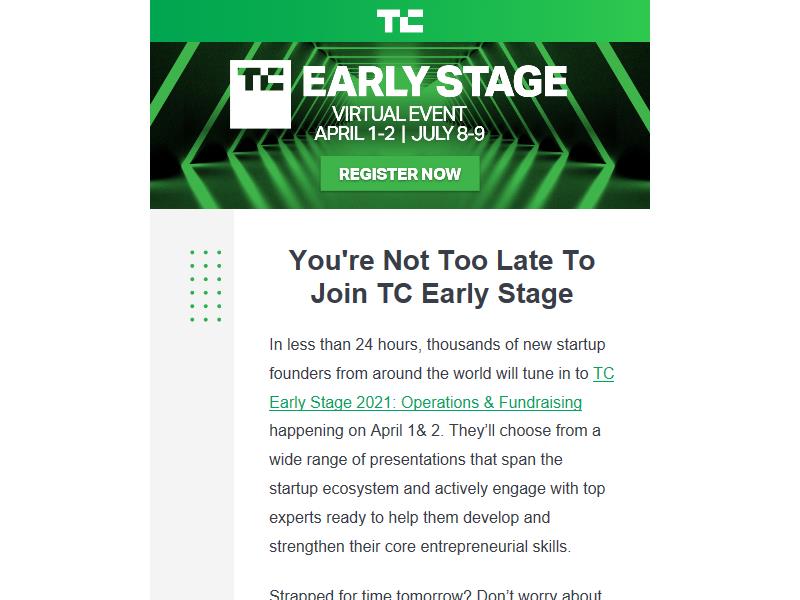 TC
TC EARLY STAGE
VIRTUAL EVENT
APRIL 1-2 | JULY 8-9
REGISTER NOW
You're Not Too Late To
Join TC Early Stage
In less than 24 hours, thousands of new startup
founders from around the world will tune in to TC
Early Stage 2021: Operations & Fundraising
happening on April 1& 2. They’ll choose from a
wide range of presentations that span the
startup ecosystem and actively engage with top
experts ready to help them develop and
strengthen their core entrepreneurial skills.
Strapped for time tomorrow? Don’t worry about